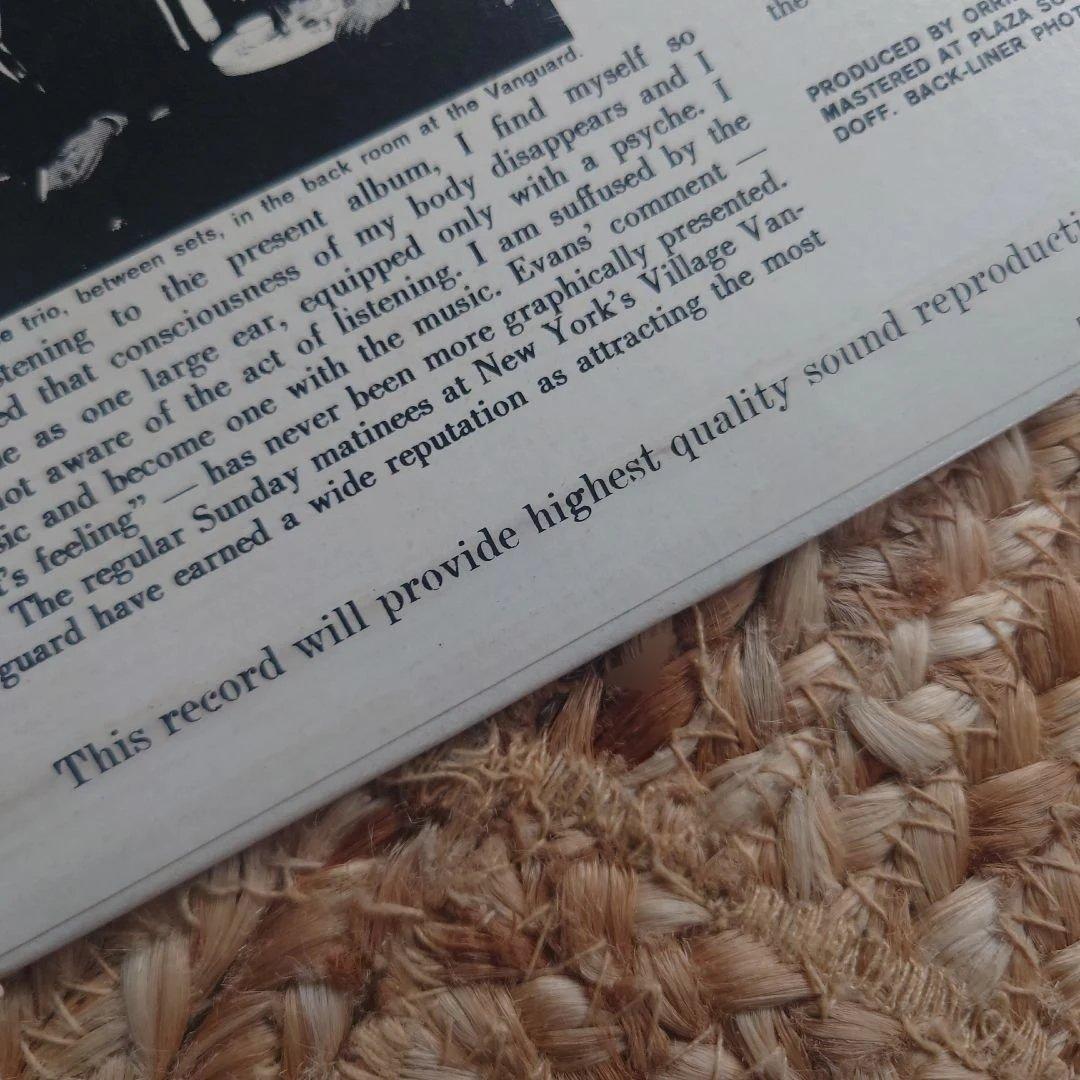 e trio, between sets, in the back room at the Vanguard.
stening to the present album, I find myself so
ed that consciousness of my body disappears and I
e as one large ear, equipped only with a psyche. I
not aware of the act of listening. I am suffused by the
sic and become one with the music. Evans' comment —
t's feeling" — has never been more graphically presented.
The regular Sunday matinees at New York's Village Van-
guard have earned a wide reputation as attracting the most
the
PRODUCED BY ORRI
MASTERED AT PLAZA SO
DOFF. BACK-LINER PHOT
This record will provide highest quality sound reproducti